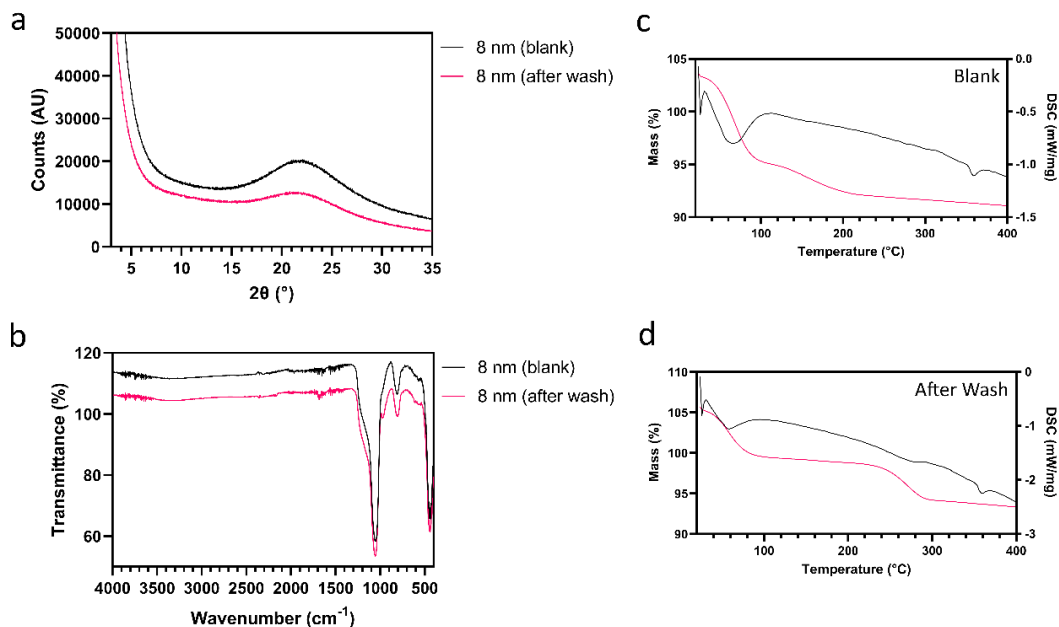 a
50000
40000
30000
20000
10000
0
Counts (AU)
5 10 15 20 25 30 35
2θ (°)
8 nm (blank)
8 nm (after wash)
b
120
100
80
60
Transmittance (%)
4000 3500 3000 2500 2000 1500 1000 500
Wavenumber (cm⁻¹)
8 nm (blank)
8 nm (after wash)
c
Blank
105
100
95
90
Mass (%)
0.0
-0.5
-1.0
-1.5
DSC (mW/mg)
100 200 300 400
Temperature (°C)
d
After Wash
110
105
100
95
90
Mass (%)
0
-1
-2
-3
DSC (mW/mg)
100 200 300 400
Temperature (°C)